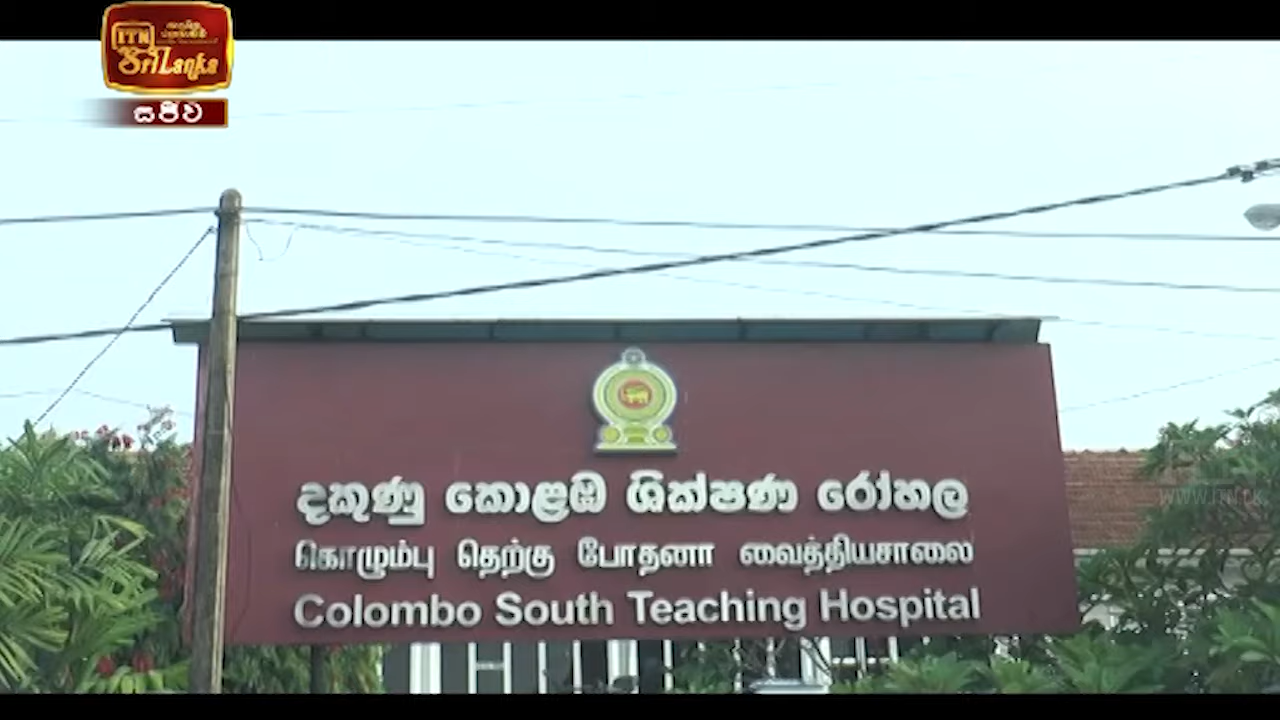 ITN
Sri Lanka
සජීව
දකුණු කොළඹ ශික්ෂණ රෝහල
கொழும்பு தெற்கு போதனா வைத்தியசாலை
Colombo South Teaching Hospital